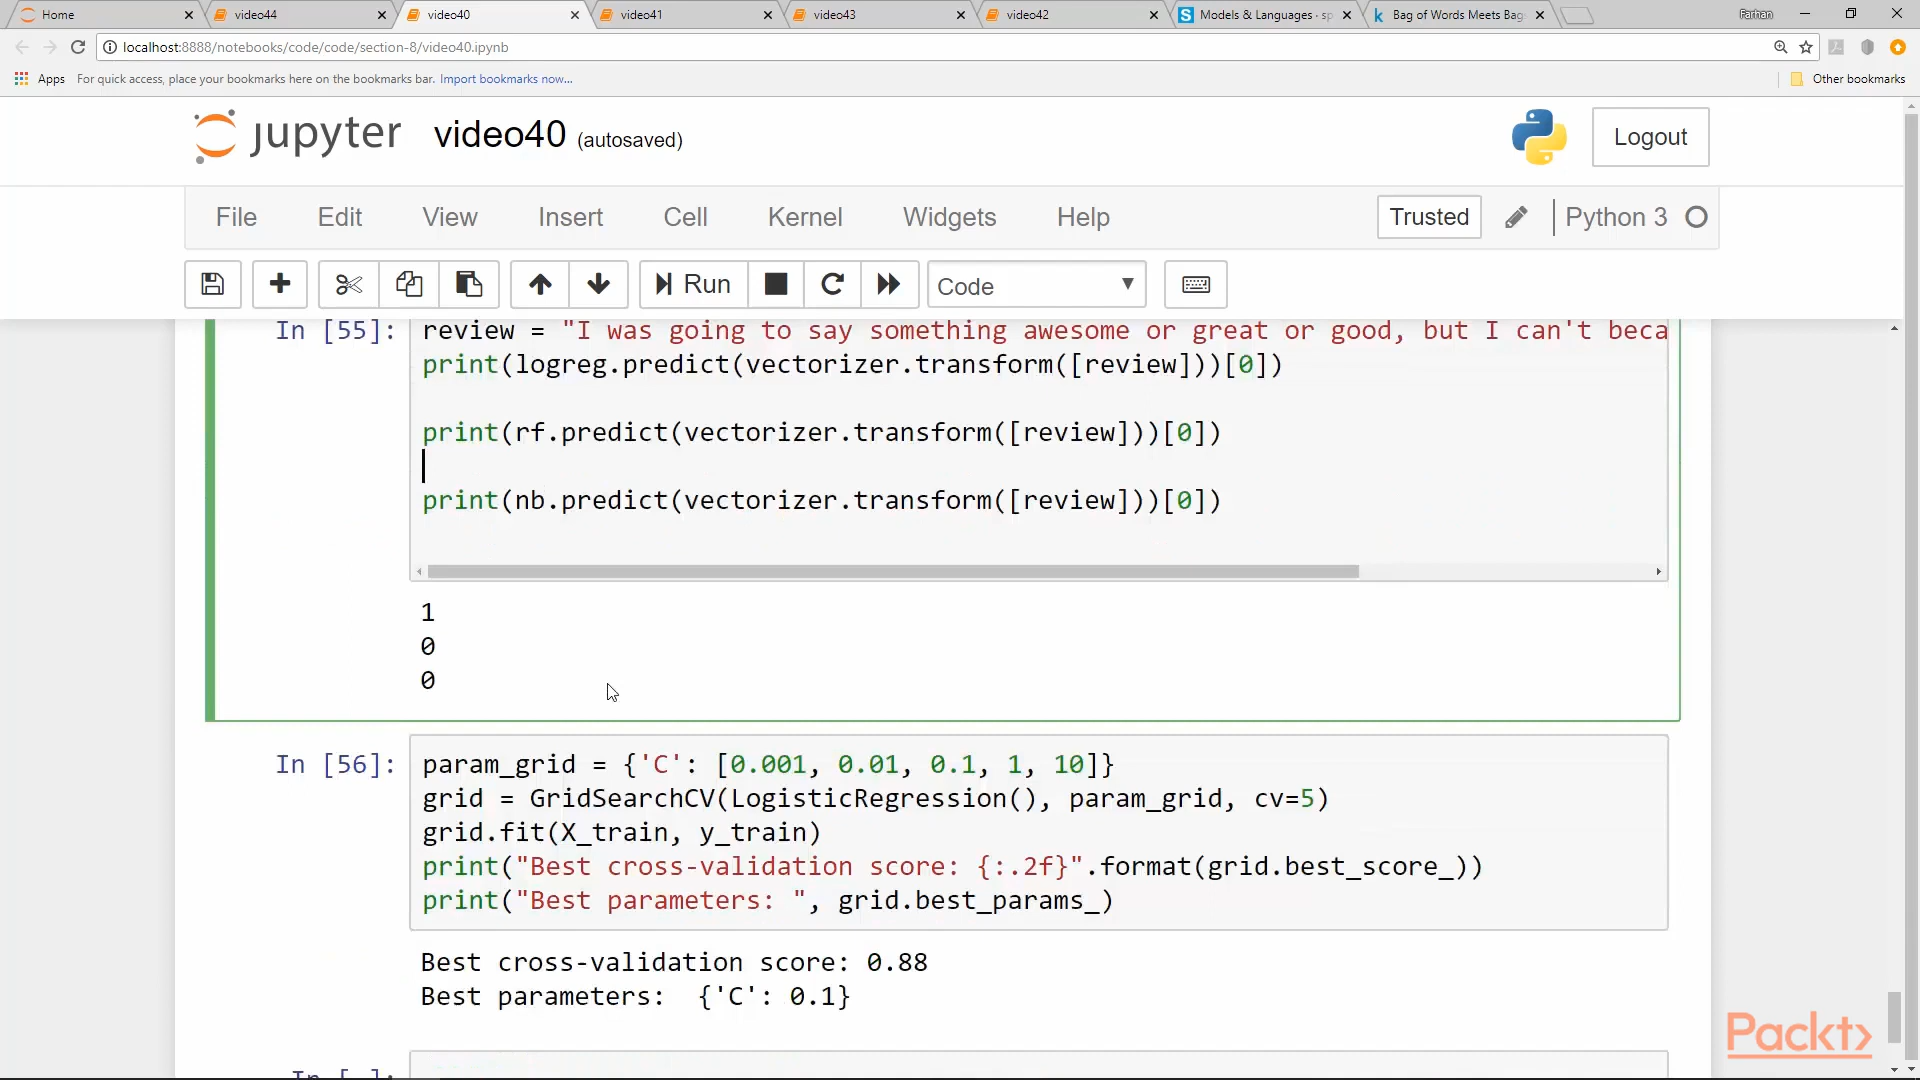 Home
video44
video40
video41
video43
video42
Models & Languages · sp
Bag of Words Meets Bag
Farhan
localhost:8888/notebooks/code/code/section-8/video40.ipynb
Apps For quick access, place your bookmarks here on the bookmarks bar. Import bookmarks now...
Other bookmarks
jupyter video40 (autosaved)
Logout
File Edit View Insert Cell Kernel Widgets Help
Trusted Python 3
Run Code
In [55]: review = "I was going to say something awesome or great or good, but I can't beca
print(logreg.predict(vectorizer.transform([review]))[0])
print(rf.predict(vectorizer.transform([review]))[0])
print(nb.predict(vectorizer.transform([review]))[0])
1
0
0
In [56]: param_grid = {'C': [0.001, 0.01, 0.1, 1, 10]}
grid = GridSearchCV(LogisticRegression(), param_grid, cv=5)
grid.fit(X_train, y_train)
print("Best cross-validation score: {:.2f}".format(grid.best_score_))
print("Best parameters: ", grid.best_params_)
Best cross-validation score: 0.88
Best parameters:  {'C': 0.1}
Packt>